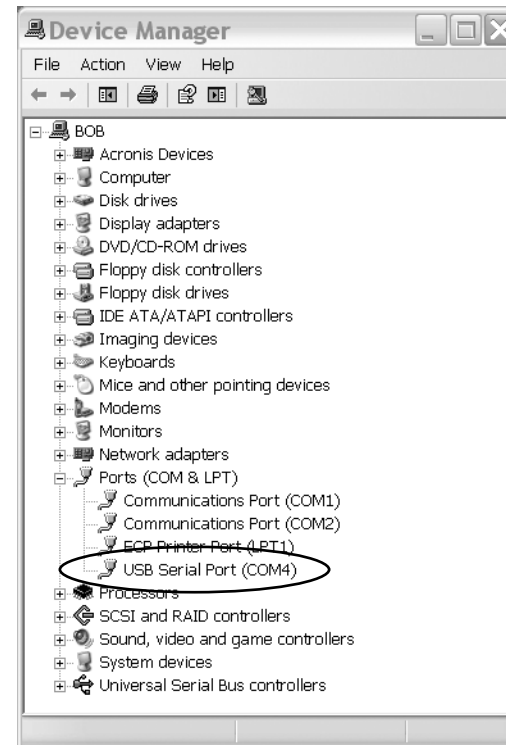 Device Manager
File Action View Help
BOB
Acronis Devices
Computer
Disk drives
Display adapters
DVD/CD-ROM drives
Floppy disk controllers
Floppy disk drives
IDE ATA/ATAPI controllers
Imaging devices
Keyboards
Mice and other pointing devices
Modems
Monitors
Network adapters
Ports (COM & LPT)
Communications Port (COM1)
Communications Port (COM2)
ECP Printer Port (LPT1)
USB Serial Port (COM4)
Processors
SCSI and RAID controllers
Sound, video and game controllers
System devices
Universal Serial Bus controllers